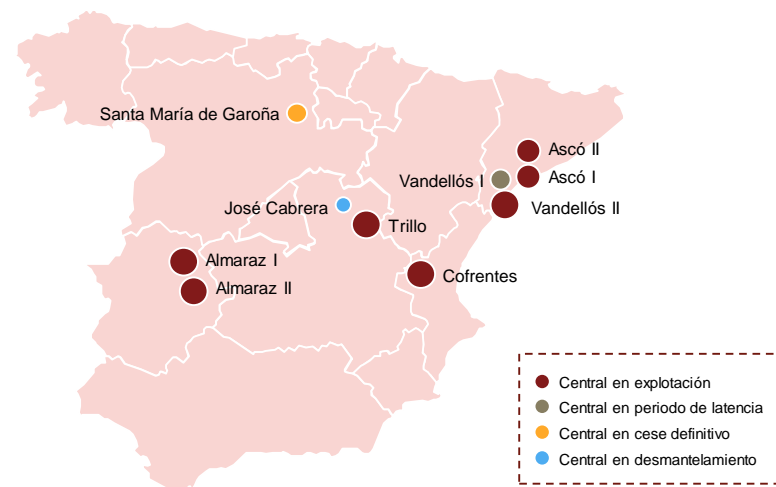 Santa María de Garoña
Ascó II
Vandellós I
Ascó I
José Cabrera
Vandellós II
Trillo
Almaraz I
Cofrentes
Almaraz II
Central en explotación
Central en periodo de latencia
Central en cese definitivo
Central en desmantelamiento